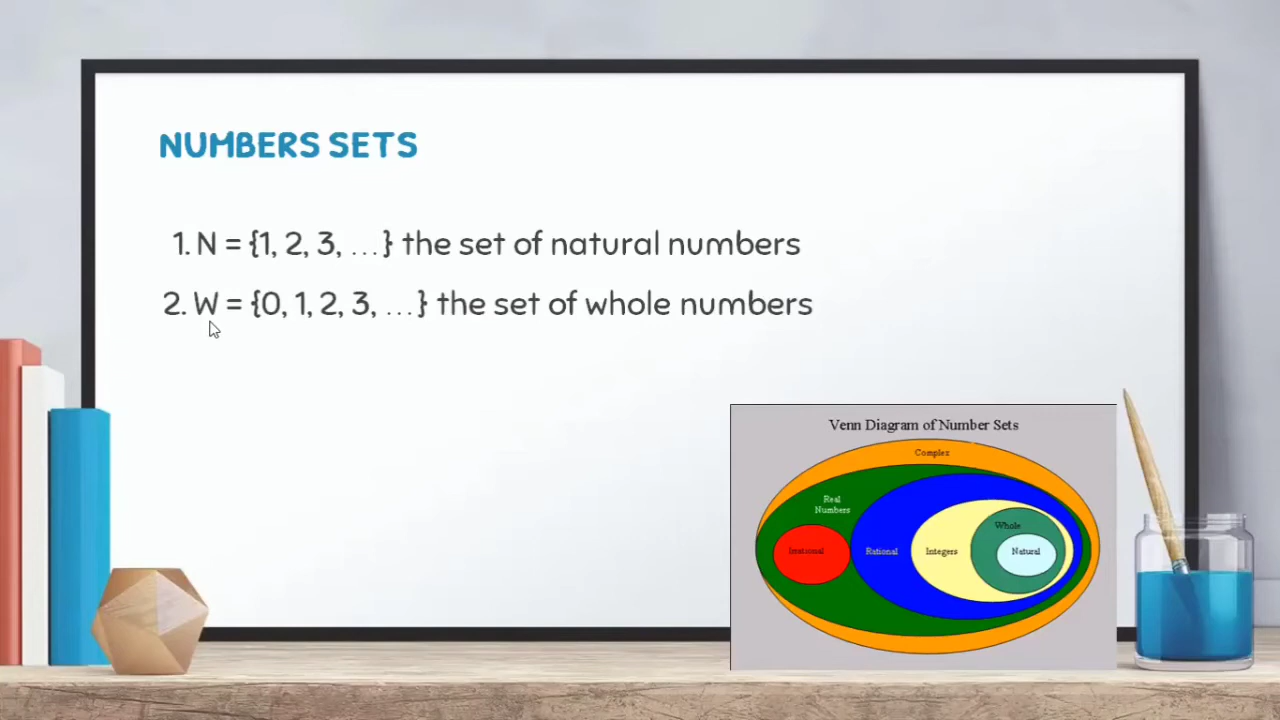 NUMBERS SETS
1. N = {1, 2, 3, …} the set of natural numbers
2. W = {0, 1, 2, 3, …} the set of whole numbers
Venn Diagram of Number Sets
Complex
Real
Numbers
Whole
Irrational
Rational
Integers
Natural